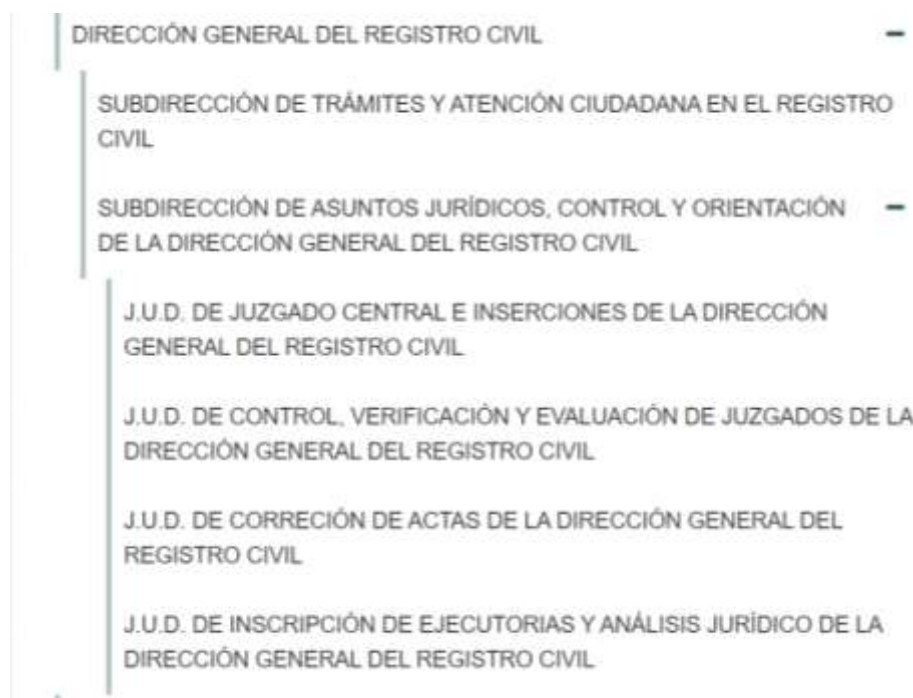 DIRECCIÓN GENERAL DEL REGISTRO CIVIL
SUBDIRECCIÓN DE TRÁMITES Y ATENCIÓN CIUDADANA EN EL REGISTRO
CIVIL
SUBDIRECCIÓN DE ASUNTOS JURÍDICOS, CONTROL Y ORIENTACIÓN
DE LA DIRECCIÓN GENERAL DEL REGISTRO CIVIL
J.U.D. DE JUZGADO CENTRAL E INSERCIONES DE LA DIRECCIÓN
GENERAL DEL REGISTRO CIVIL
J.U.D. DE CONTROL, VERIFICACIÓN Y EVALUACIÓN DE JUZGADOS DE LA
DIRECCIÓN GENERAL DEL REGISTRO CIVIL
J.U.D. DE CORRECIÓN DE ACTAS DE LA DIRECCIÓN GENERAL DEL
REGISTRO CIVIL
J.U.D. DE INSCRIPCIÓN DE EJECUTORIAS Y ANÁLISIS JURÍDICO DE LA
DIRECCIÓN GENERAL DEL REGISTRO CIVIL